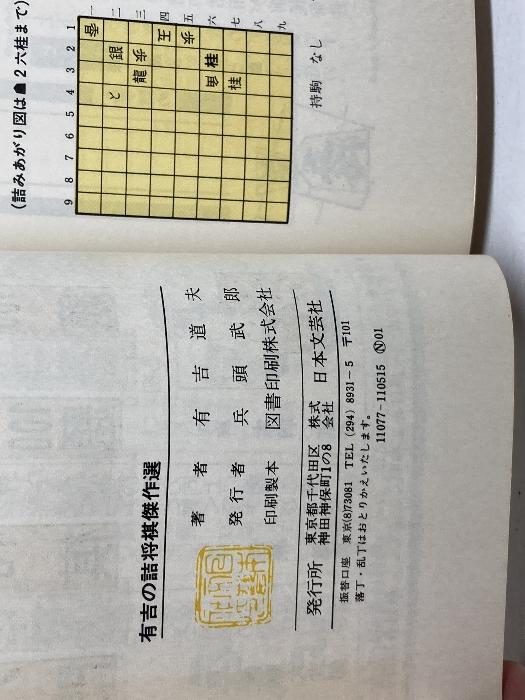 (詰めあがり図は☗2六桂まで)
9 8 7 6 5 4 3 2 1
一
二
三
四
五
六
七
八
九
香
銀
と
歩
龍
玉
歩
桂
桂
持駒 なし
有吉の詰将棋傑作選
著者 有吉道夫
発行者 兵頭武郎
印刷製本 図書印刷株式会社
発行所 東京都千代田区神田神保町1の8 株式会社 日本文芸社
振替口座 東京(8)73081 TEL (294) 8931-5 〒101
落丁・乱丁はおとりかえいたします。
11077-110515 Ⓝ01